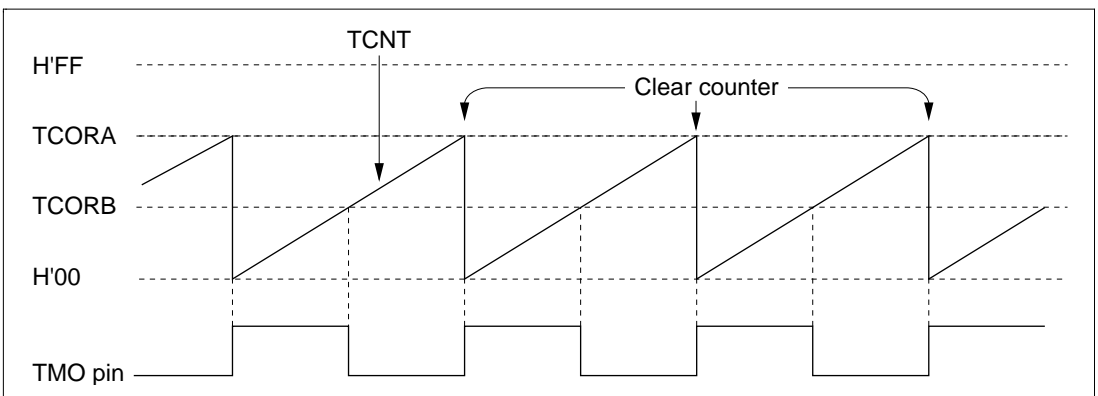 TCNT
H'FF
Clear counter
TCORA
TCORB
H'00
TMO pin